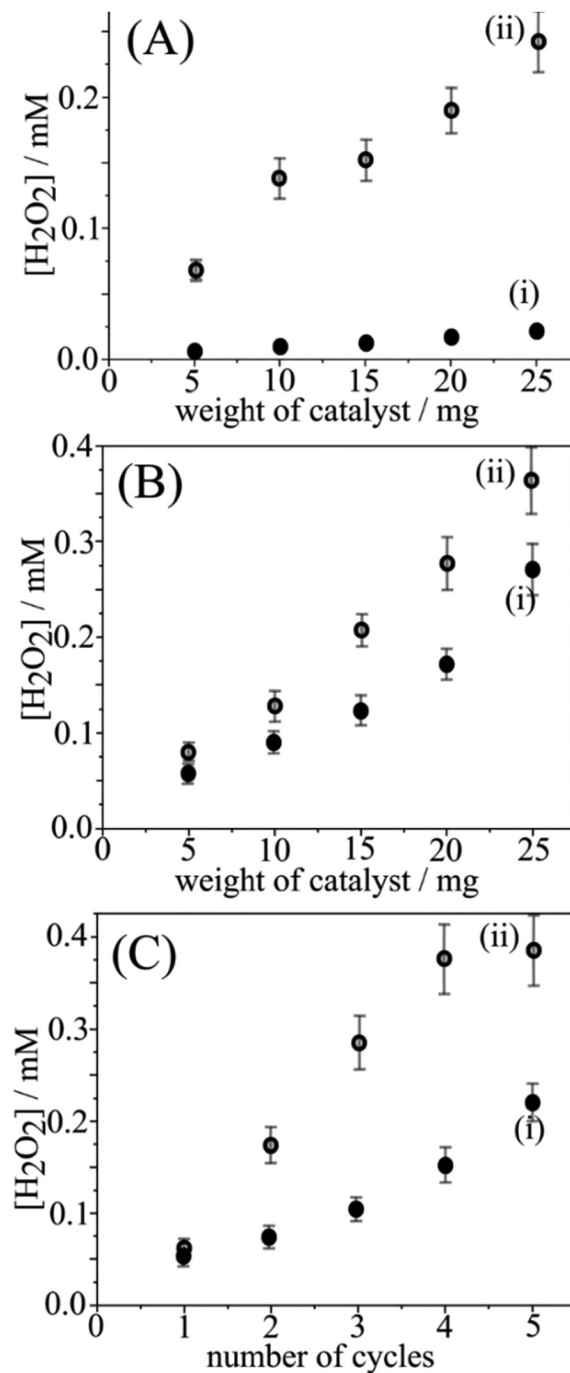 (A)
(ii)
0.2
[H₂O₂] / mM
0.1
(i)
0.0
0 5 10 15 20 25
weight of catalyst / mg
0.4
(B)
(ii)
0.3
(i)
[H₂O₂] / mM
0.2
0.1
0.0
0 5 10 15 20 25
weight of catalyst / mg
0.4
(C)
(ii)
0.3
[H₂O₂] / mM
0.2
(i)
0.1
0.0
0 1 2 3 4 5
number of cycles